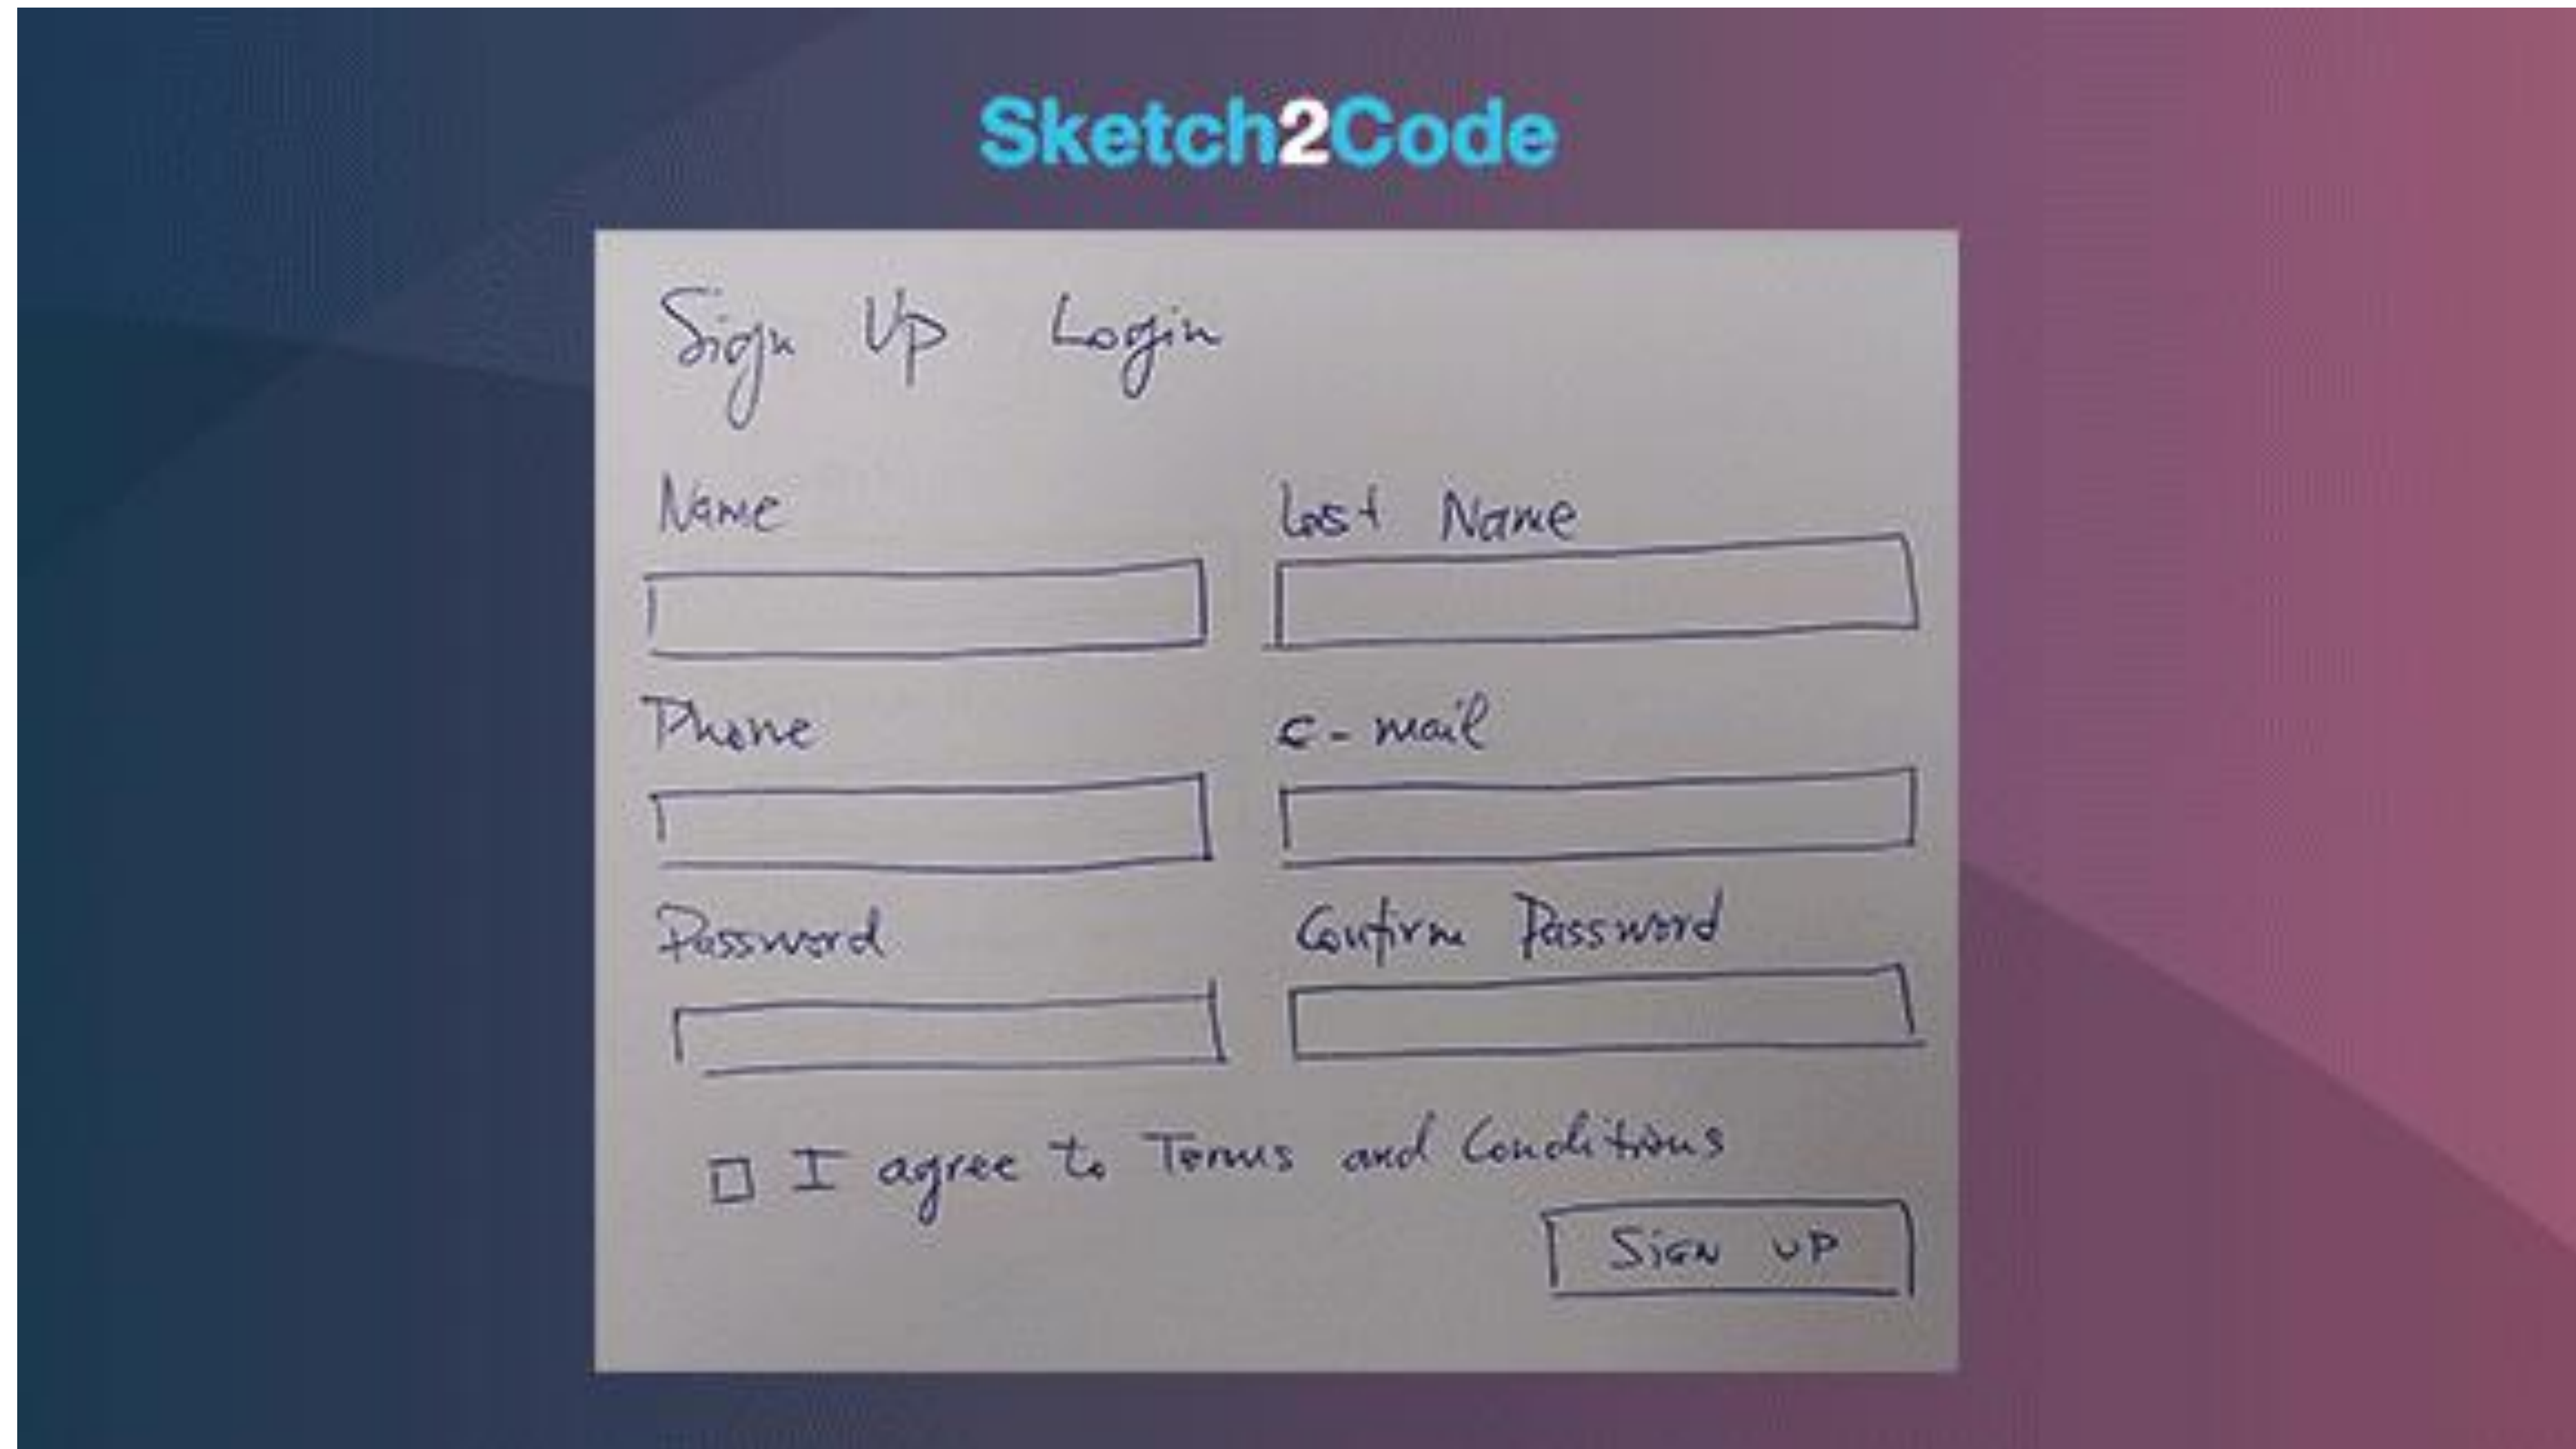 Sketch2Code
Sign Up Login
Name Last Name
Phone e-mail
Password Confirm Password
I agree to Terms and Conditions
SIGN UP